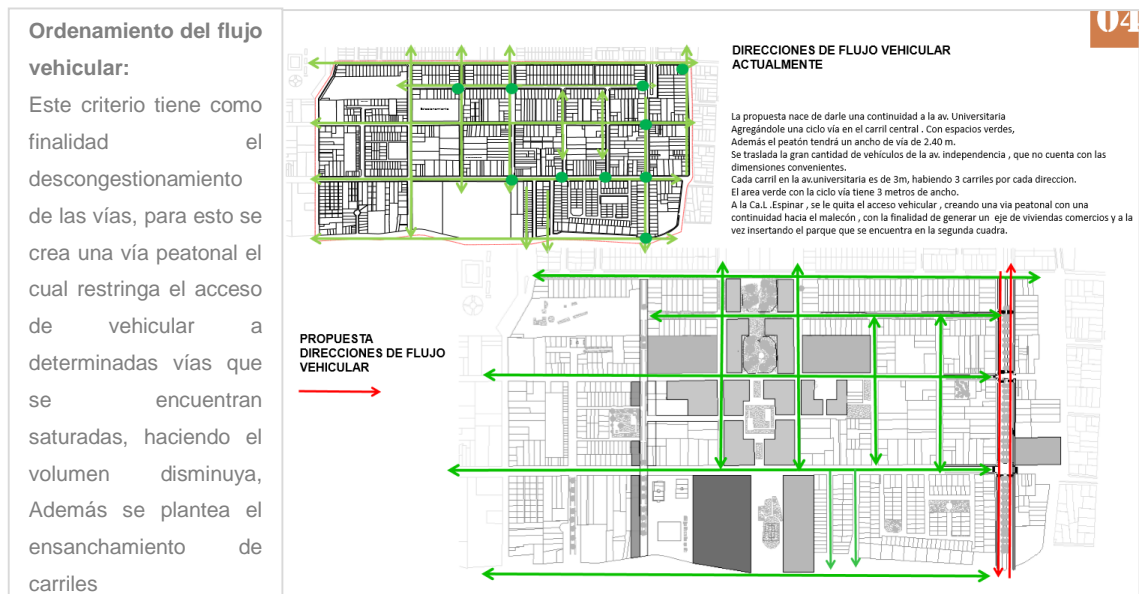 Ordenamiento del flujo
vehicular:
Este criterio tiene como
finalidad el
descongestionamiento
de las vías, para esto se
crea una vía peatonal el
cual restringa el acceso
de vehicular a
determinadas vías que
se encuentran
saturadas, haciendo el
volumen disminuya,
Además se plantea el
ensanchamiento de
carriles
04
DIRECCIONES DE FLUJO VEHICULAR
ACTUALMENTE
La propuesta nace de darle una continuidad a la av. Universitaria
Agregándole una ciclo vía en el carril central . Con espacios verdes,
Además el peatón tendrá un ancho de vía de 2.40 m.
Se traslada la gran cantidad de vehículos de la av. independencia , que no cuenta con las
dimensiones convenientes.
Cada carril en la av.universitaria es de 3m, habiendo 3 carriles por cada direccion.
El area verde con la ciclo vía tiene 3 metros de ancho.
A la Ca.L .Espinar , se le quita el acceso vehicular , creando una via peatonal con una
continuidad hacia el malecón , con la finalidad de generar un eje de viviendas comercios y a la
vez insertando el parque que se encuentra en la segunda cuadra.
PROPUESTA
DIRECCIONES DE FLUJO
VEHICULAR